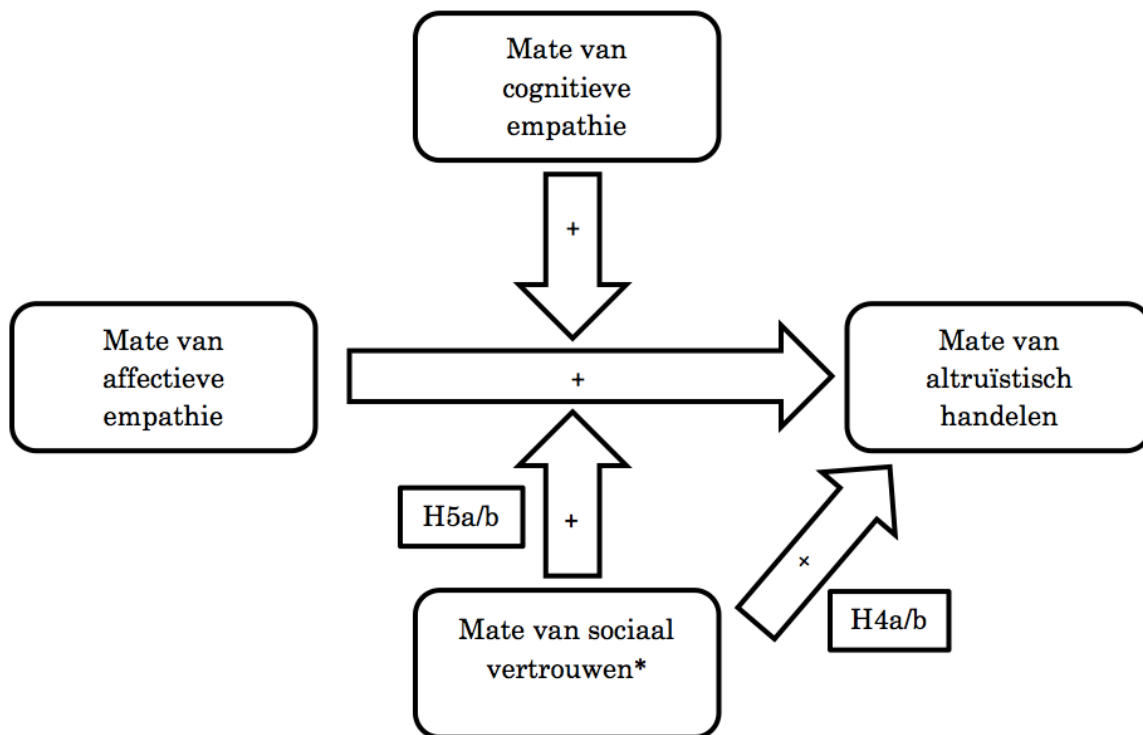 Mate van
cognitieve
empathie
+
Mate van
affectieve
empathie
+
Mate van
altruïstisch
handelen
H5a/b
+
+
H4a/b
Mate van sociaal
vertrouwen*